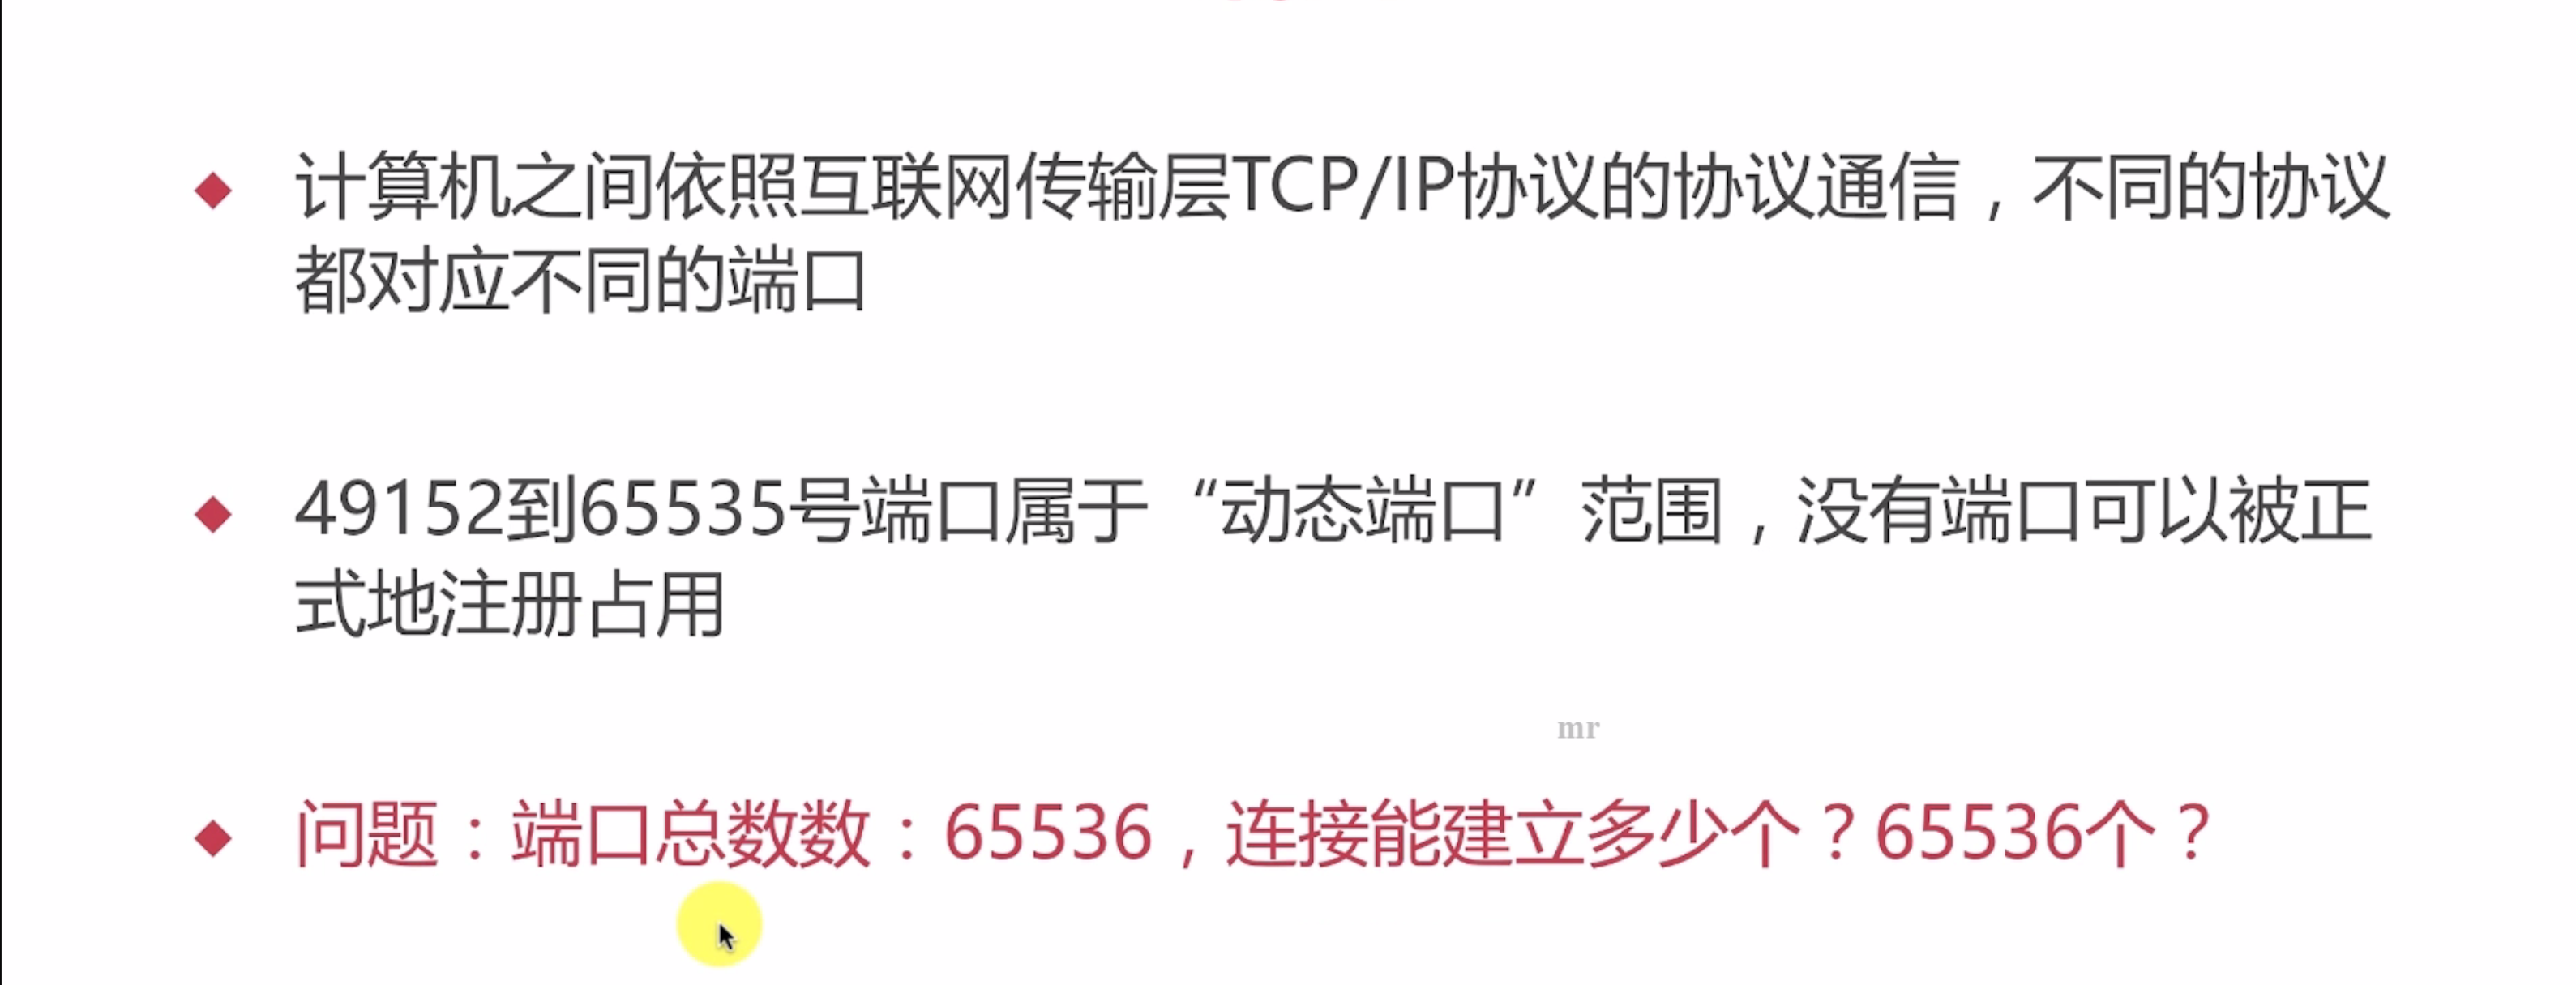 计算机之间依照互联网传输层TCP/IP协议的协议通信，不同的协议
都对应不同的端口
49152到65535号端口属于“动态端口”范围，没有端口可以被正
式地注册占用
mr
问题：端口总数数：65536，连接能建立多少个？65536个？